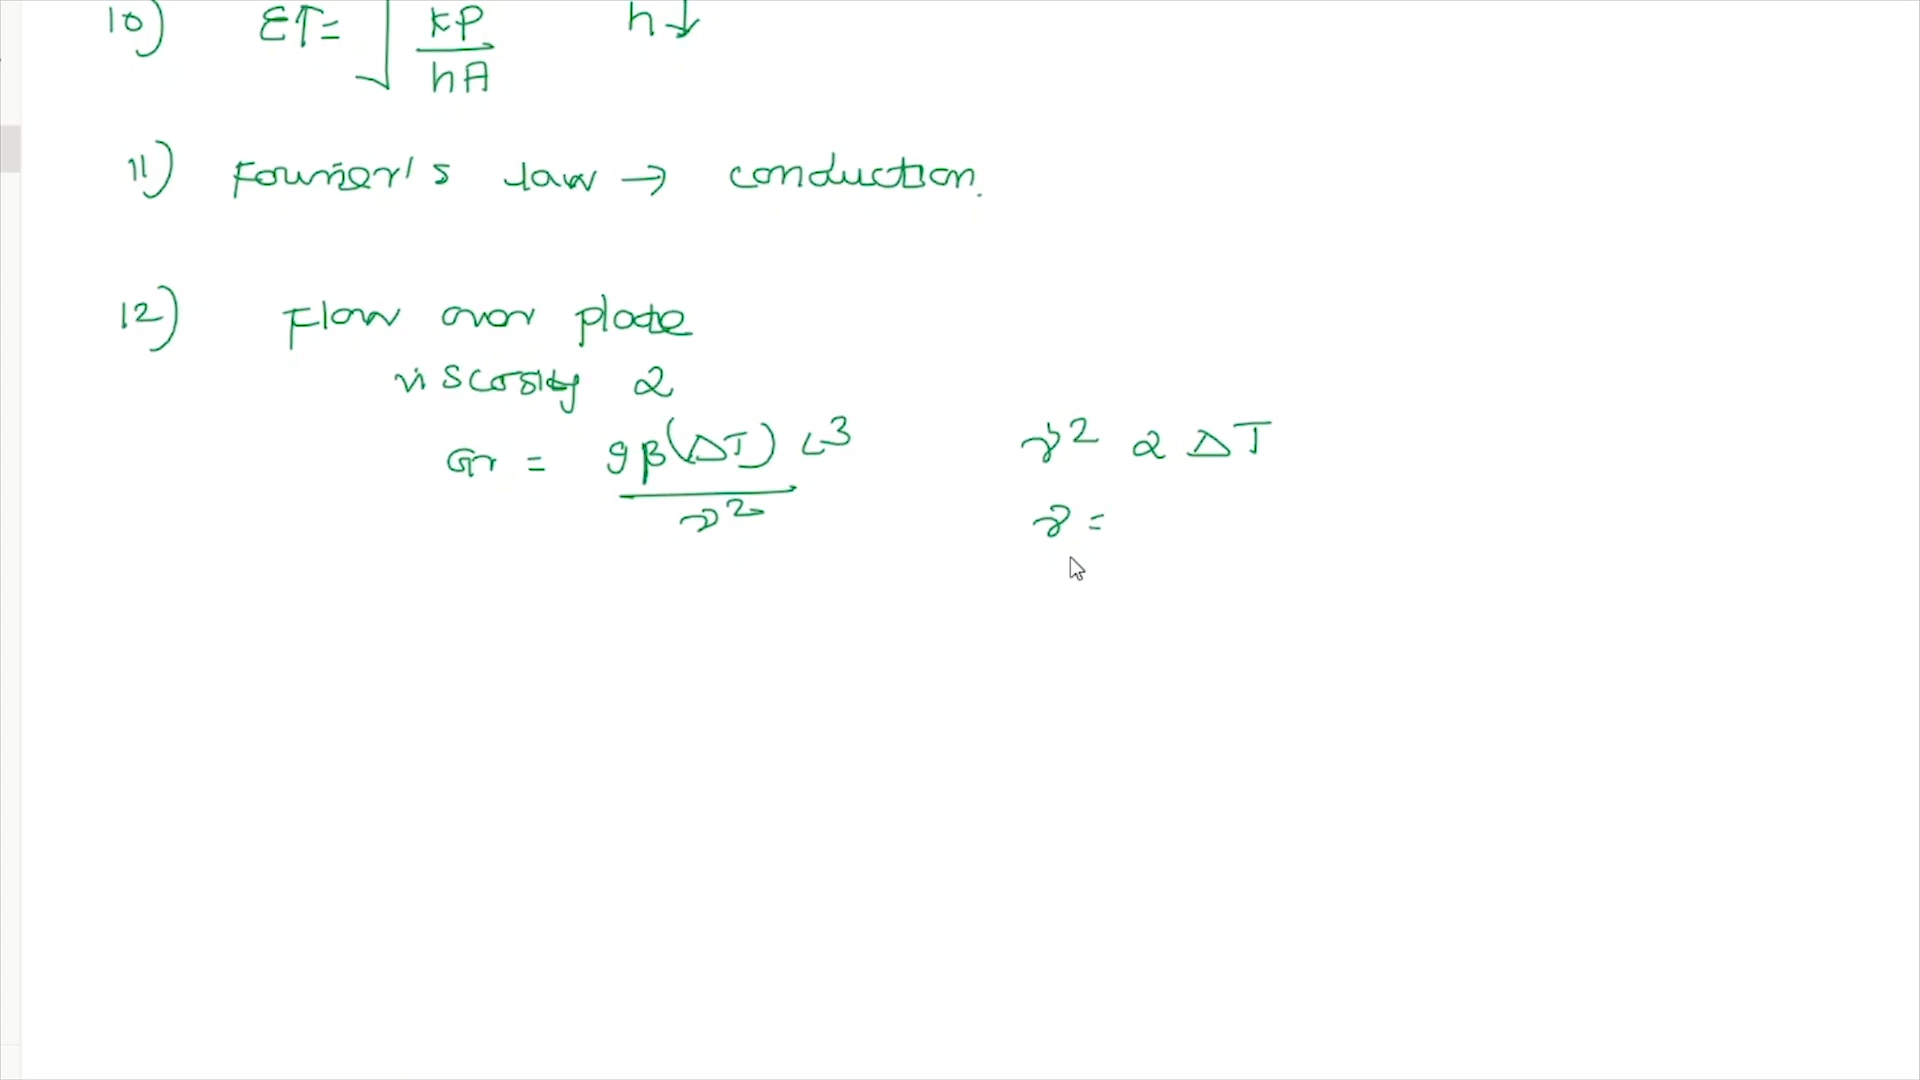 10) ε↑ = √ kP / hA h↓
11) Fourier's law → conduction.
12) Flow over plate
viscosity α
Gr = gβ(ΔT) L³ / ν²
ν² α ΔT
ν =